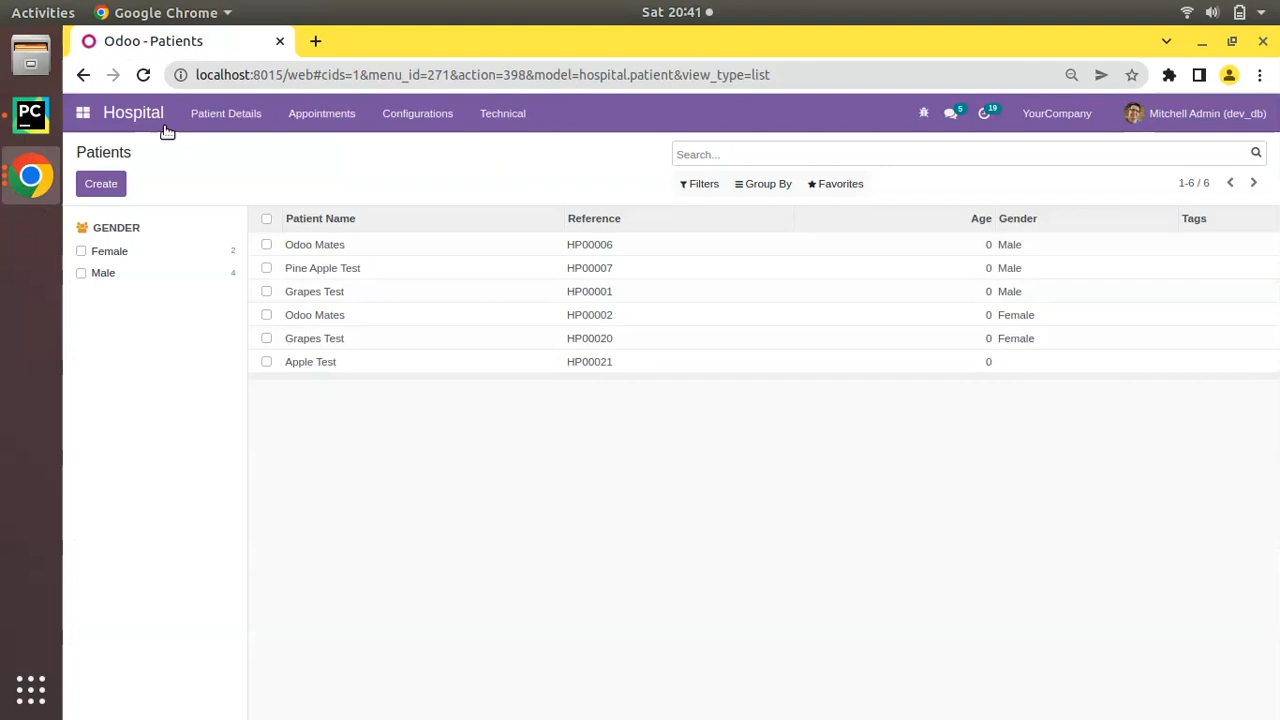 Activities Google Chrome Sat 20:41
Odoo - Patients
localhost:8015/web#cids=1&menu_id=271&action=398&model=hospital.patient&view_type=list
Hospital Patient Details Appointments Configurations Technical 5 19 YourCompany Mitchell Admin (dev_db)
Patients Search...
Create Filters Group By Favorites 1-6 / 6
GENDER
Female 2
Male 4
Patient Name Reference Age Gender Tags
Odoo Mates HP00006 0 Male
Pine Apple Test HP00007 0 Male
Grapes Test HP00001 0 Male
Odoo Mates HP00002 0 Female
Grapes Test HP00020 0 Female
Apple Test HP00021 0
PC